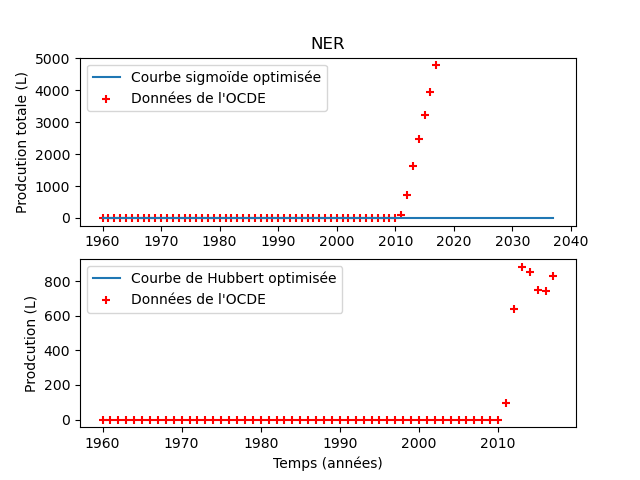 NER
Prodcution totale (L)
5000
4000
3000
2000
1000
0
Courbe sigmoïde optimisée
Données de l'OCDE
1960 1970 1980 1990 2000 2010 2020 2030 2040
Prodcution (L)
800
600
400
200
0
Courbe de Hubbert optimisée
Données de l'OCDE
1960 1970 1980 1990 2000 2010
Temps (années)